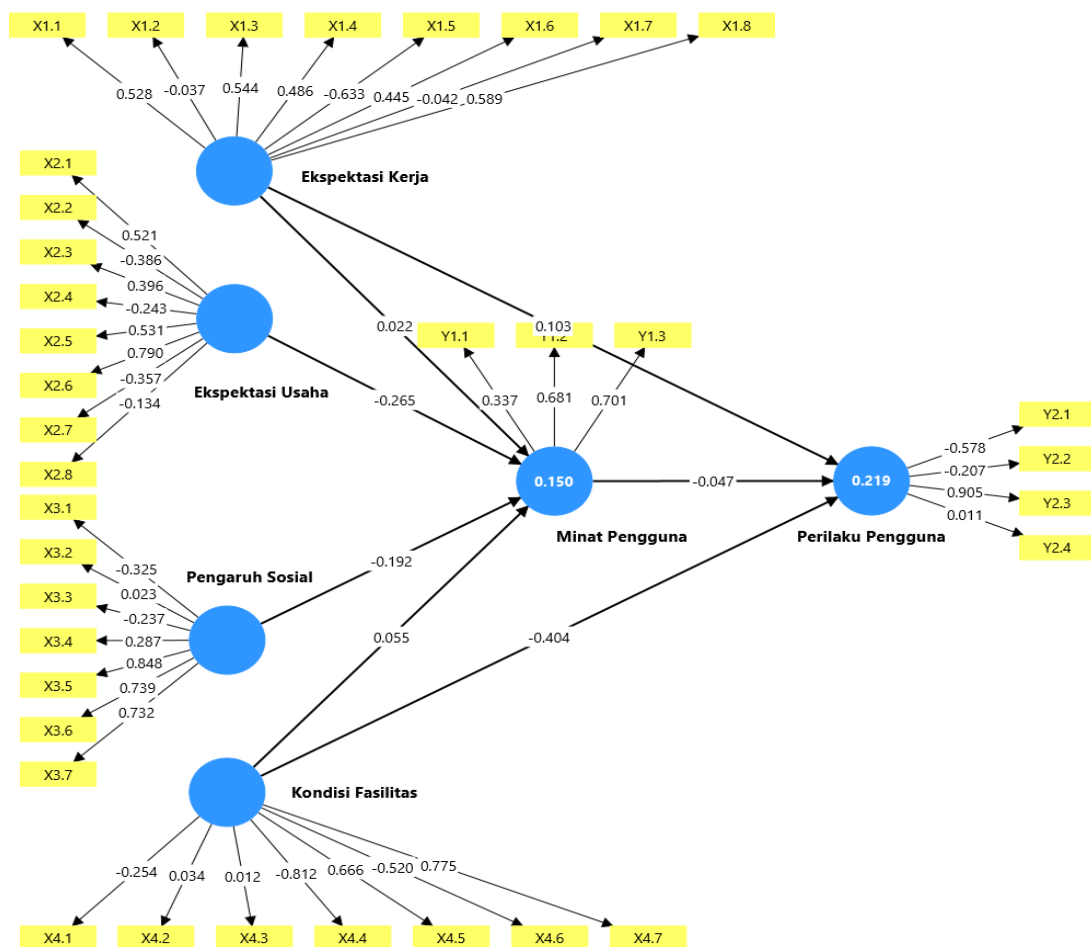 X1.1 X1.2 X1.3 X1.4 X1.5 X1.6 X1.7 X1.8
0.528 -0.037 0.544 0.486 -0.633 0.445 -0.042 0.589
Ekspektasi Kerja
X2.1
X2.2
X2.3
X2.4
X2.5
X2.6
X2.7
X2.8
0.521
-0.386
0.396
-0.243
0.531
0.790
-0.357
-0.134
Ekspektasi Usaha
0.022
0.103
-0.265
Y1.1 Y1.2 Y1.3
0.337 0.681 0.701
0.150
Minat Pengguna
-0.047
0.219
Perilaku Pengguna
-0.578
-0.207
0.905
0.011
Y2.1
Y2.2
Y2.3
Y2.4
X3.1
X3.2
X3.3
X3.4
X3.5
X3.6
X3.7
-0.325
0.023
-0.237
0.287
0.848
0.739
0.732
Pengaruh Sosial
-0.192
0.055
-0.404
Kondisi Fasilitas
-0.254 0.034 0.012 -0.812 0.666 -0.520 0.775
X4.1 X4.2 X4.3 X4.4 X4.5 X4.6 X4.7